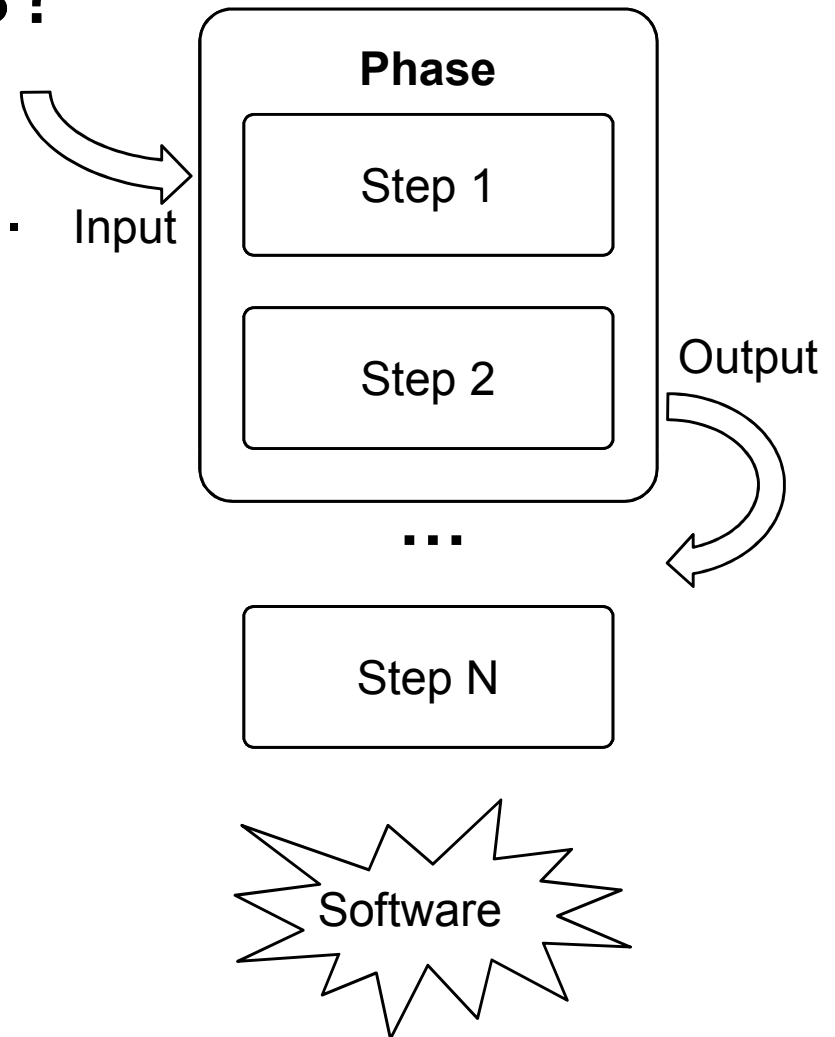 Phase
Step 1
Input
Step 2
Output
...
Step N
Software